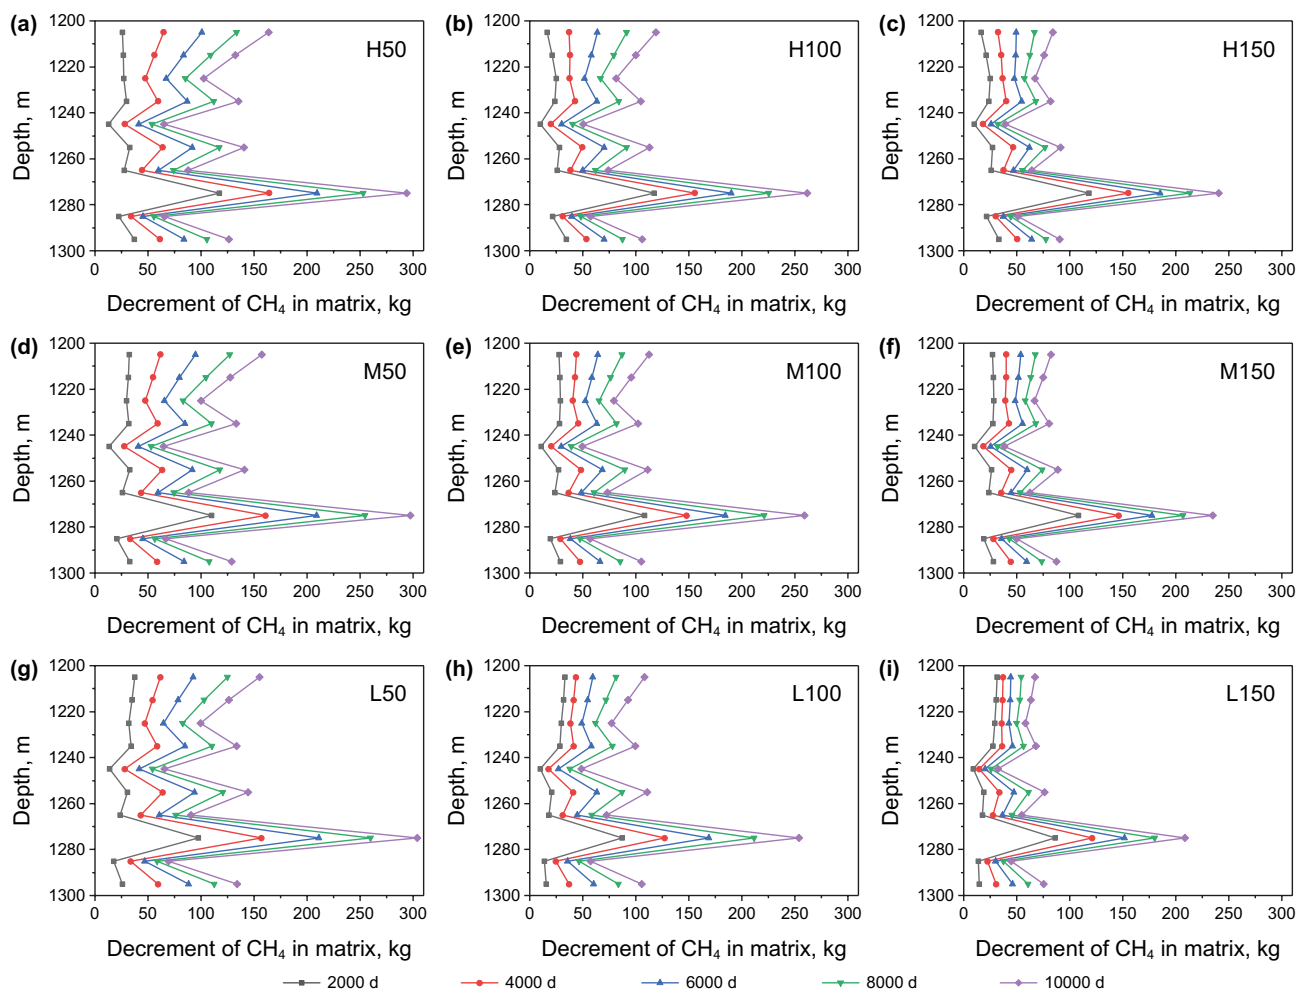 (a)
H50
1200
1220
1240
1260
1280
1300
Depth, m
0 50 100 150 200 250 300
Decrement of CH₄ in matrix, kg
(b)
H100
1200
1220
1240
1260
1280
1300
Depth, m
0 50 100 150 200 250 300
Decrement of CH₄ in matrix, kg
(c)
H150
1200
1220
1240
1260
1280
1300
Depth, m
0 50 100 150 200 250 300
Decrement of CH₄ in matrix, kg
(d)
M50
1200
1220
1240
1260
1280
1300
Depth, m
0 50 100 150 200 250 300
Decrement of CH₄ in matrix, kg
(e)
M100
1200
1220
1240
1260
1280
1300
Depth, m
0 50 100 150 200 250 300
Decrement of CH₄ in matrix, kg
(f)
M150
1200
1220
1240
1260
1280
1300
Depth, m
0 50 100 150 200 250 300
Decrement of CH₄ in matrix, kg
(g)
L50
1200
1220
1240
1260
1280
1300
Depth, m
0 50 100 150 200 250 300
Decrement of CH₄ in matrix, kg
(h)
L100
1200
1220
1240
1260
1280
1300
Depth, m
0 50 100 150 200 250 300
Decrement of CH₄ in matrix, kg
(i)
L150
1200
1220
1240
1260
1280
1300
Depth, m
0 50 100 150 200 250 300
Decrement of CH₄ in matrix, kg
2000 d 4000 d 6000 d 8000 d 10000 d